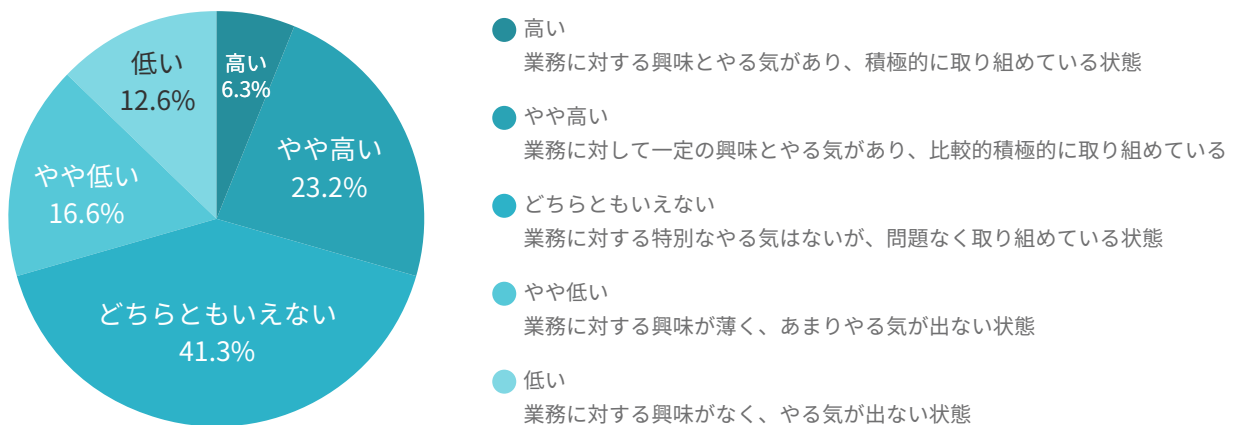 高い
6.3%
やや高い
23.2%
どちらともいえない
41.3%
やや低い
16.6%
低い
12.6%
高い
業務に対する興味とやる気があり、積極的に取り組めている状態
やや高い
業務に対して一定の興味とやる気があり、比較的積極的に取り組めている
どちらともいえない
業務に対する特別なやる気はないが、問題なく取り組めている状態
やや低い
業務に対する興味が薄く、あまりやる気が出ない状態
低い
業務に対する興味がなく、やる気が出ない状態